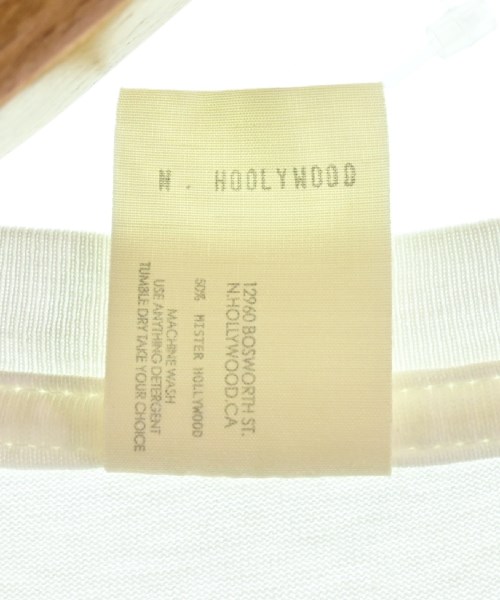 N. HOOLYWOOD
12960 BOSWORTH ST.
N.HOLLYWOOD.CA
50% MISTER HOLLYWOOD
MACHINE WASH
USE ANYTHING DETERGENT
TUMBLE DRY TAKE YOUR CHOICE